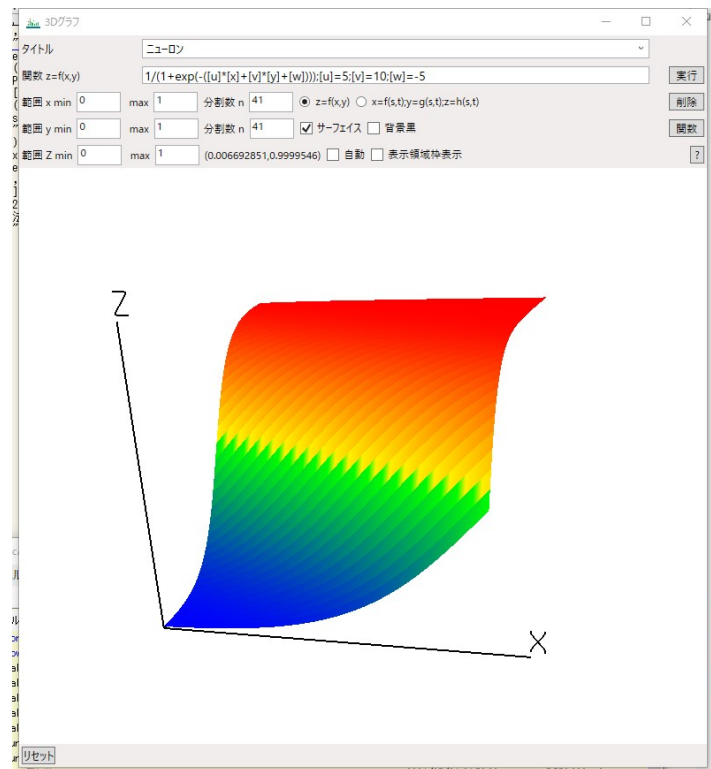 3Dグラフ
タイトル ニューロン
関数 z=f(x,y) 1/(1+exp(-([u]*[x]+[v]*[y]+[w])));[u]=5;[v]=10;[w]=-5 実行
範囲 x min 0 max 1 分割数 n 41 z=f(x,y) x=f(s,t);y=g(s,t);z=h(s,t) 削除
範囲 y min 0 max 1 分割数 n 41 サーフェイス 背景黒 関数
範囲 Z min 0 max 1 (0.006692851,0.9999546) 自動 表示領域枠表示 ?
Z
X
リセット